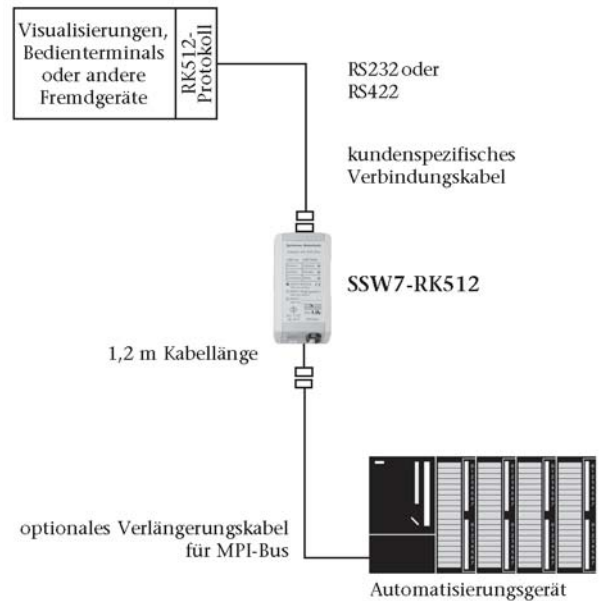 Visualisierungen,
Bedienterminals
oder andere
Fremdgeräte
RK512-
Protokoll
RS232 oder
RS422
kundenspezifisches
Verbindungskabel
SSW7-RK512
1,2 m Kabellänge
optionales Verlängerungskabel
für MPI-Bus
Automatisierungsgerät